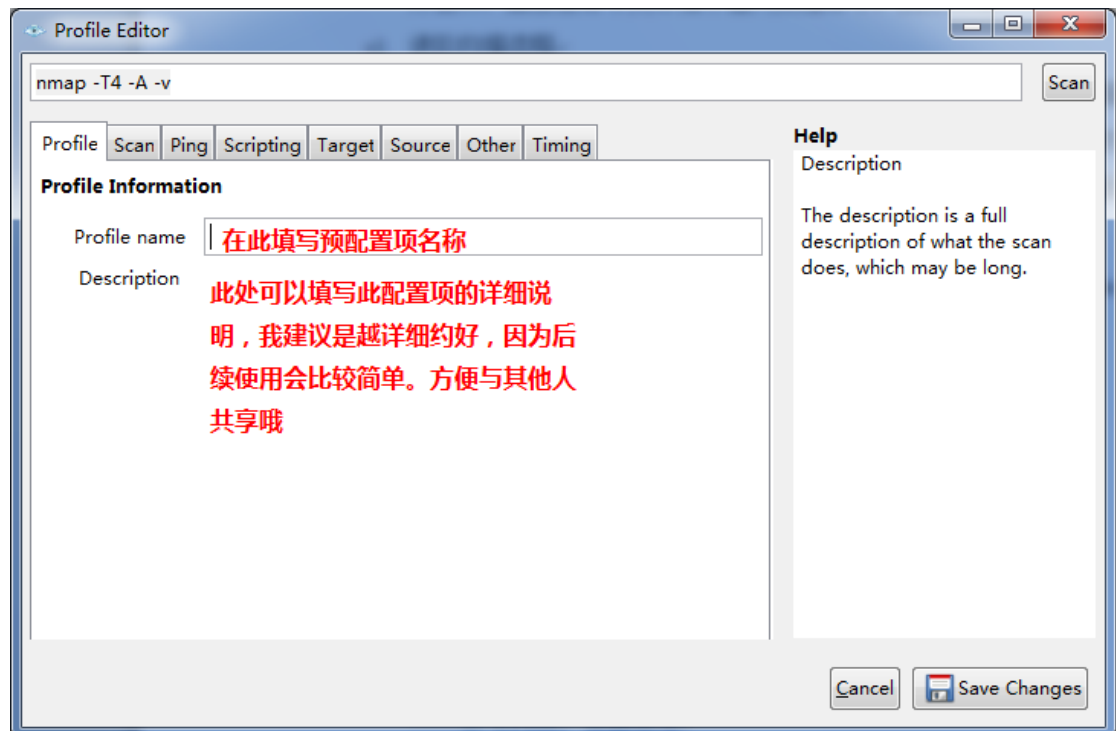 Profile Editor
nmap -T4 -A -v
Scan
Profile Scan Ping Scripting Target Source Other Timing
Profile Information
Profile name
在此填写预配置项名称
Description
此处可以填写此配置项的详细说
明，我建议是越详细约好，因为后
续使用会比较简单。方便与其他人
共享哦
Help
Description
The description is a full
description of what the scan
does, which may be long.
Cancel
Save Changes